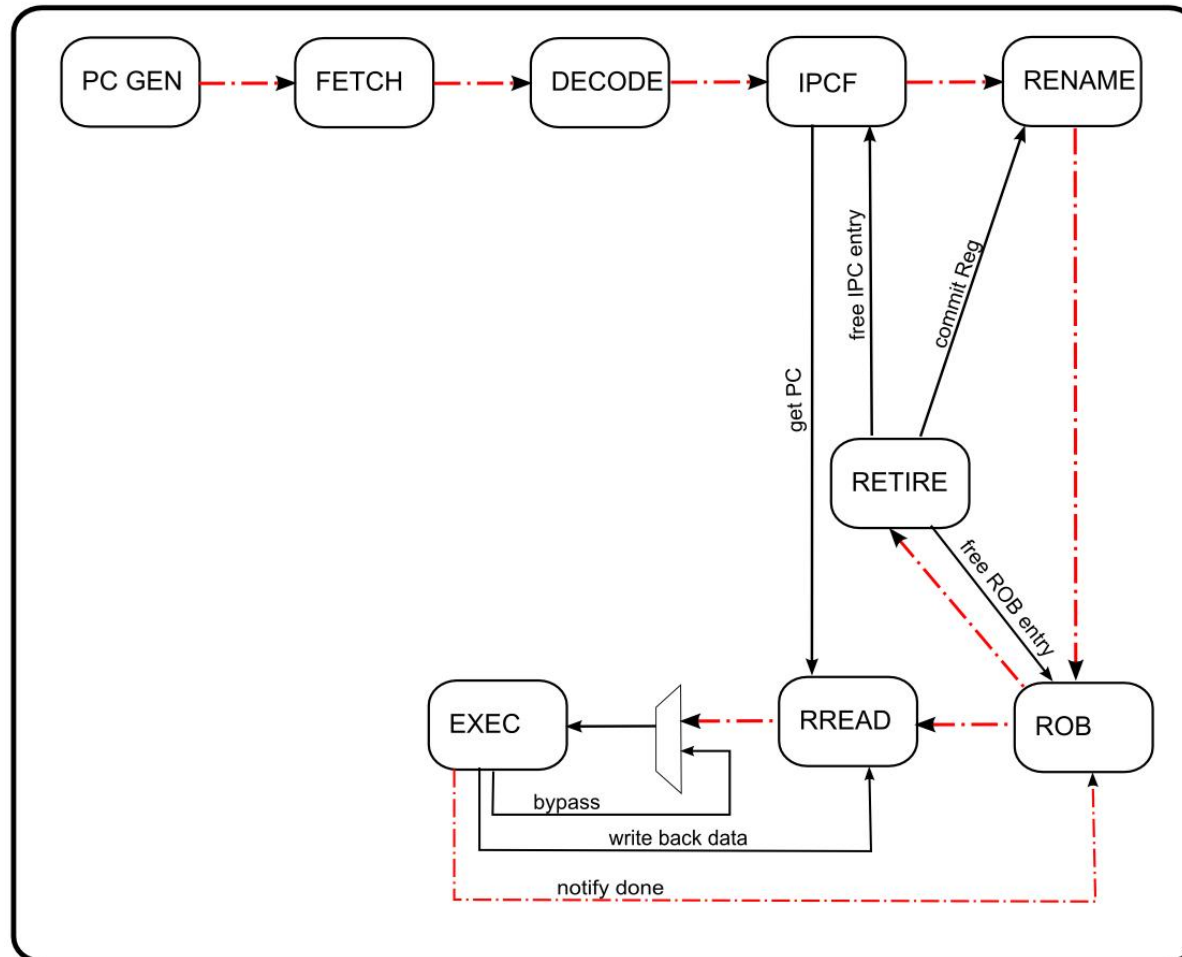 PC GEN
FETCH
DECODE
IPCF
RENAME
free IPC entry
commit Reg
get PC
RETIRE
free ROB entry
EXEC
RREAD
ROB
bypass
write back data
notify done